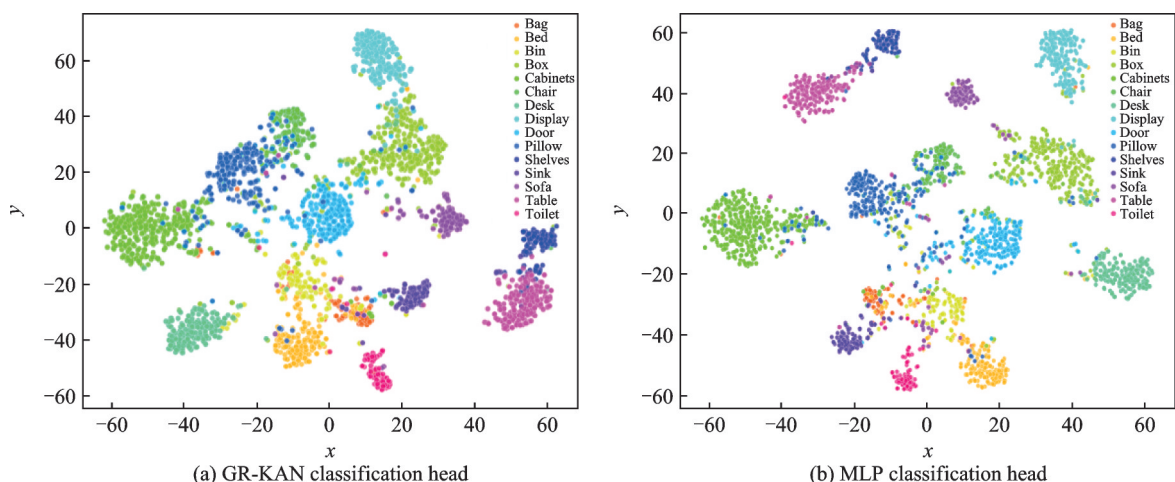 60
40
20
0
−20
−40
−60
y
−60
−40
−20
0
20
40
60
x
Bag
Bed
Bin
Box
Cabinets
Chair
Desk
Display
Door
Pillow
Shelves
Sink
Sofa
Table
Toilet
(a) GR-KAN classification head
60
40
20
0
−20
−40
−60
y
−60
−40
−20
0
20
40
60
x
Bag
Bed
Bin
Box
Cabinets
Chair
Desk
Display
Door
Pillow
Shelves
Sink
Sofa
Table
Toilet
(b) MLP classification head